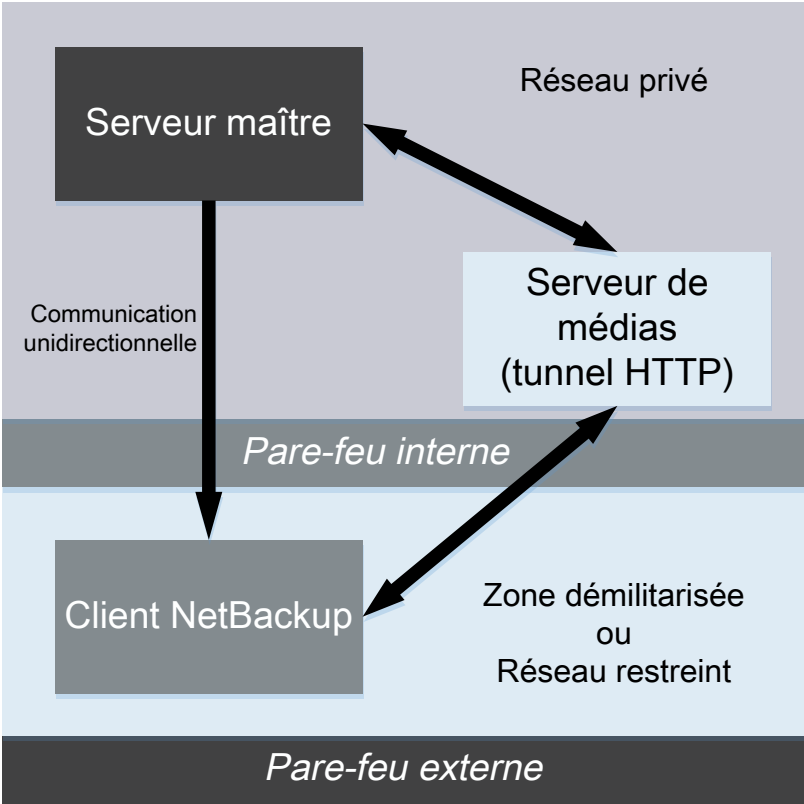 Réseau privé
Serveur maître
Serveur de
médias
(tunnel HTTP)
Communication
unidirectionnelle
Pare-feu interne
Client NetBackup
Zone démilitarisée
ou
Réseau restreint
Pare-feu externe